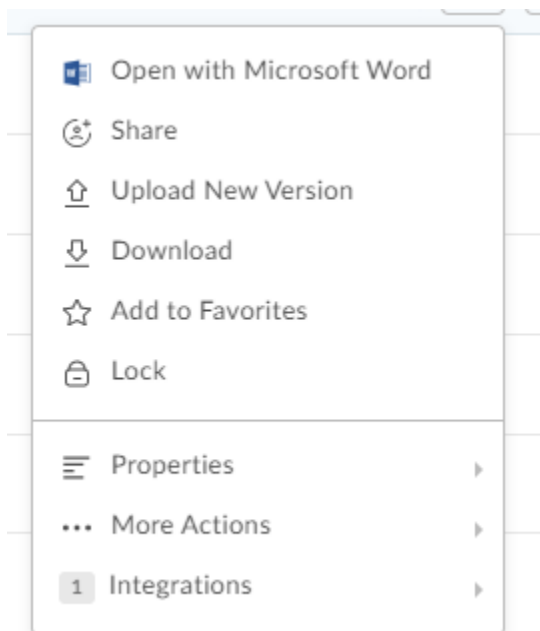 Open with Microsoft Word
Share
Upload New Version
Download
Add to Favorites
Lock
Properties
More Actions
1 Integrations